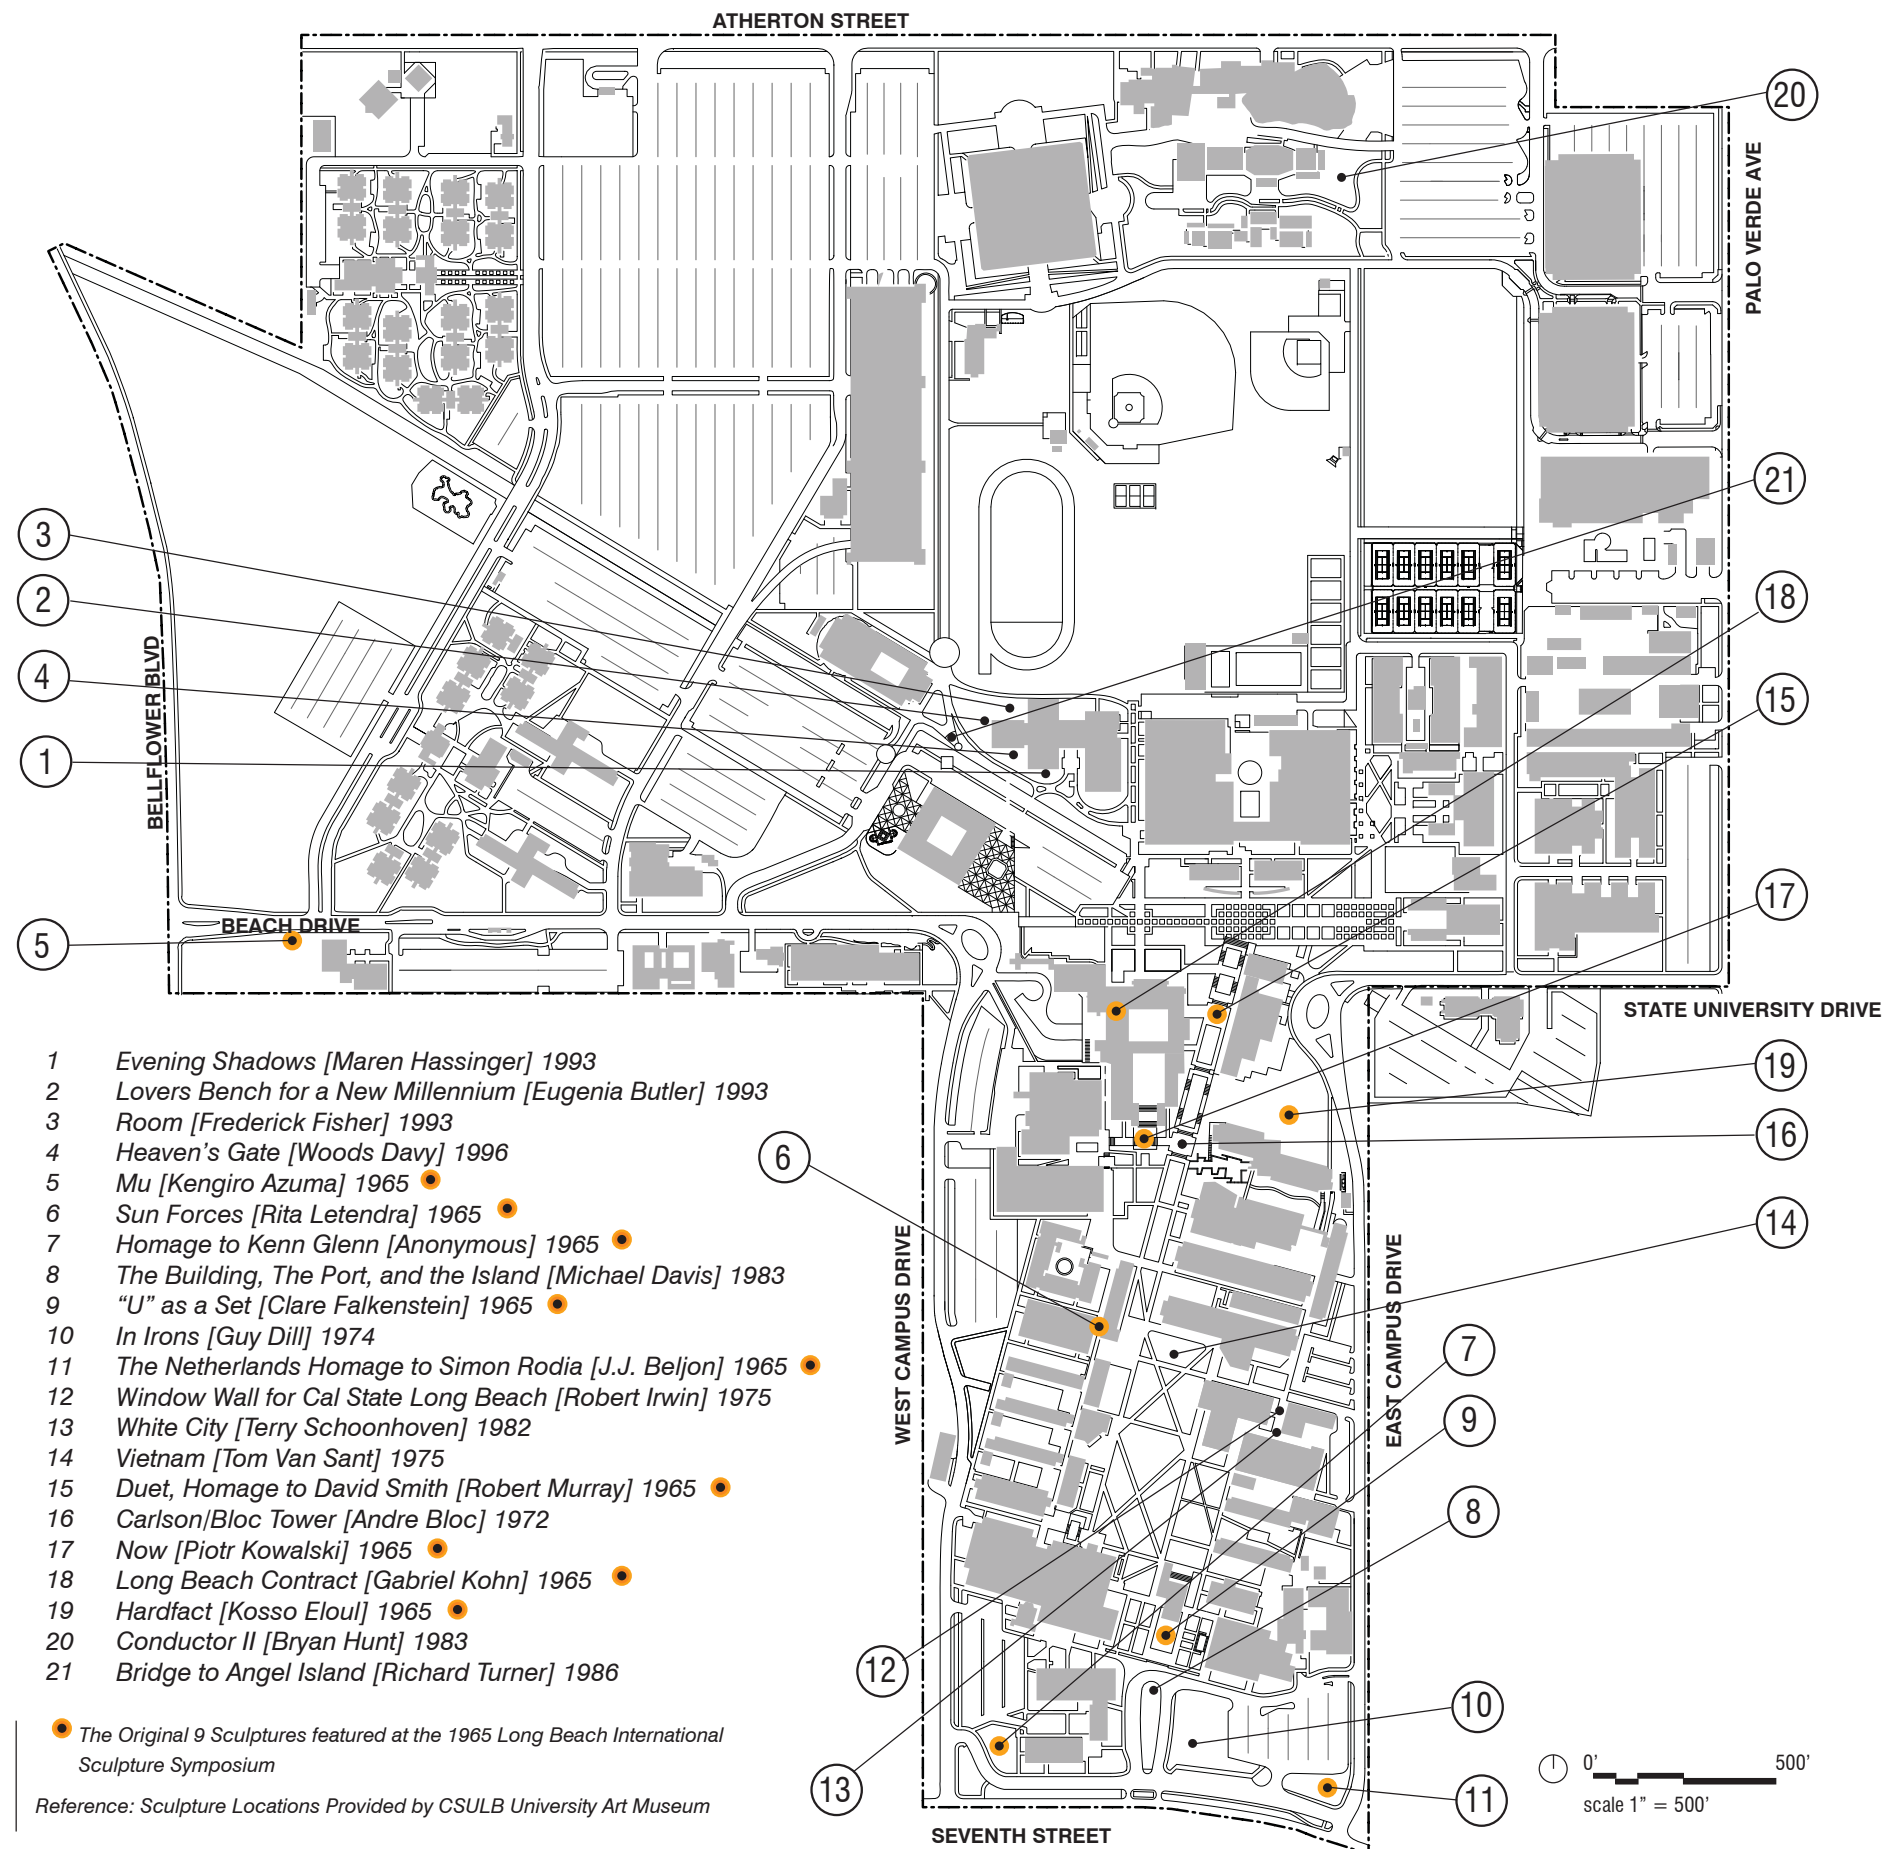 ATHERTON STREET
20
PALO VERDE AVE
21
3
18
2
4
15
BELLFLOWER BLVD
1
17
BEACH DRIVE
5
STATE UNIVERSITY DRIVE
19
16
6
14
WEST CAMPUS DRIVE
EAST CAMPUS DRIVE
7
9
8
12
10
13
11
1 Evening Shadows [Maren Hassinger] 1993
2 Lovers Bench for a New Millennium [Eugenia Butler] 1993
3 Room [Frederick Fisher] 1993
4 Heaven’s Gate [Woods Davy] 1996
5 Mu [Kengiro Azuma] 1965
6 Sun Forces [Rita Letendra] 1965
7 Homage to Kenn Glenn [Anonymous] 1965
8 The Building, The Port, and the Island [Michael Davis] 1983
9 “U” as a Set [Clare Falkenstein] 1965
10 In Irons [Guy Dill] 1974
11 The Netherlands Homage to Simon Rodia [J.J. Beljon] 1965
12 Window Wall for Cal State Long Beach [Robert Irwin] 1975
13 White City [Terry Schoonhoven] 1982
14 Vietnam [Tom Van Sant] 1975
15 Duet, Homage to David Smith [Robert Murray] 1965
16 Carlson/Bloc Tower [Andre Bloc] 1972
17 Now [Piotr Kowalski] 1965
18 Long Beach Contract [Gabriel Kohn] 1965
19 Hardfact [Kosso Eloul] 1965
20 Conductor II [Bryan Hunt] 1983
21 Bridge to Angel Island [Richard Turner] 1986
The Original 9 Sculptures featured at the 1965 Long Beach International
Sculpture Symposium
Reference: Sculpture Locations Provided by CSULB University Art Museum
0’ 500’
scale 1” = 500’
SEVENTH STREET